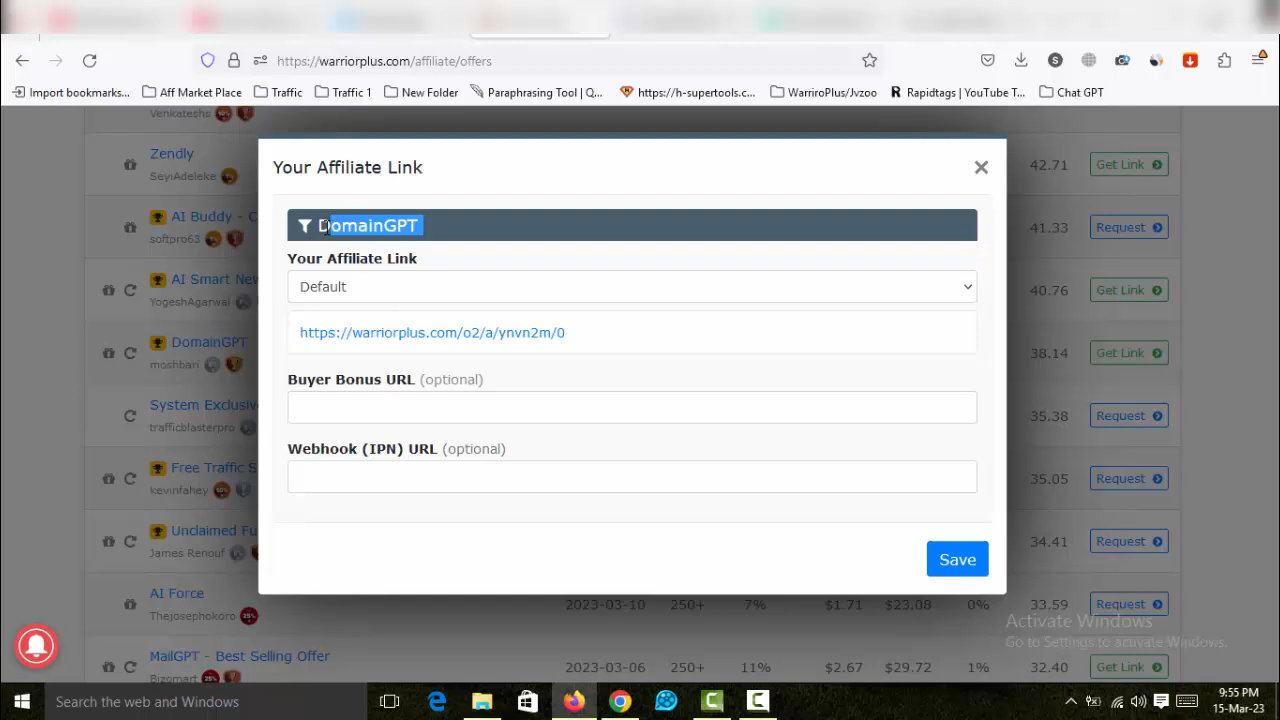 https://warriorplus.com/affiliate/offers
Import bookmarks... Aff Market Place Traffic Traffic 1 New Folder Paraphrasing Tool | Q... https://h-supertools.c... WarriroPlus/Jvzoo Rapidtags | YouTube T... Chat GPT
Venkateshs
Your Affiliate Link
DomainGPT
Your Affiliate Link
Default
https://warriorplus.com/o2/a/ynvn2m/0
Buyer Bonus URL (optional)
Webhook (IPN) URL (optional)
Save
Zendly
SeyiAdeleke
42.71 Get Link
AI Buddy - C
softpro63
41.33 Request
AI Smart Nev
YogeshAgarwal
40.76 Get Link
DomainGPT
moshbari
38.14 Get Link
System Exclusiv
trafficblasterpro
35.38 Request
Free Traffic S
kevinfahey
35.05 Request
Unclaimed Fu
James Renouf
34.41 Request
AI Force
Thejosephokoro 25%
2023-03-10 250+ 7% $1.71 $23.08 0% 33.59 Request
MailGPT - Best Selling Offer
Bizomart 25%
2023-03-06 250+ 11% $2.67 $29.72 1% 32.40 Get Link
Activate Windows
Go to Settings to activate Windows.
Search the web and Windows
9:55 PM
15-Mar-23